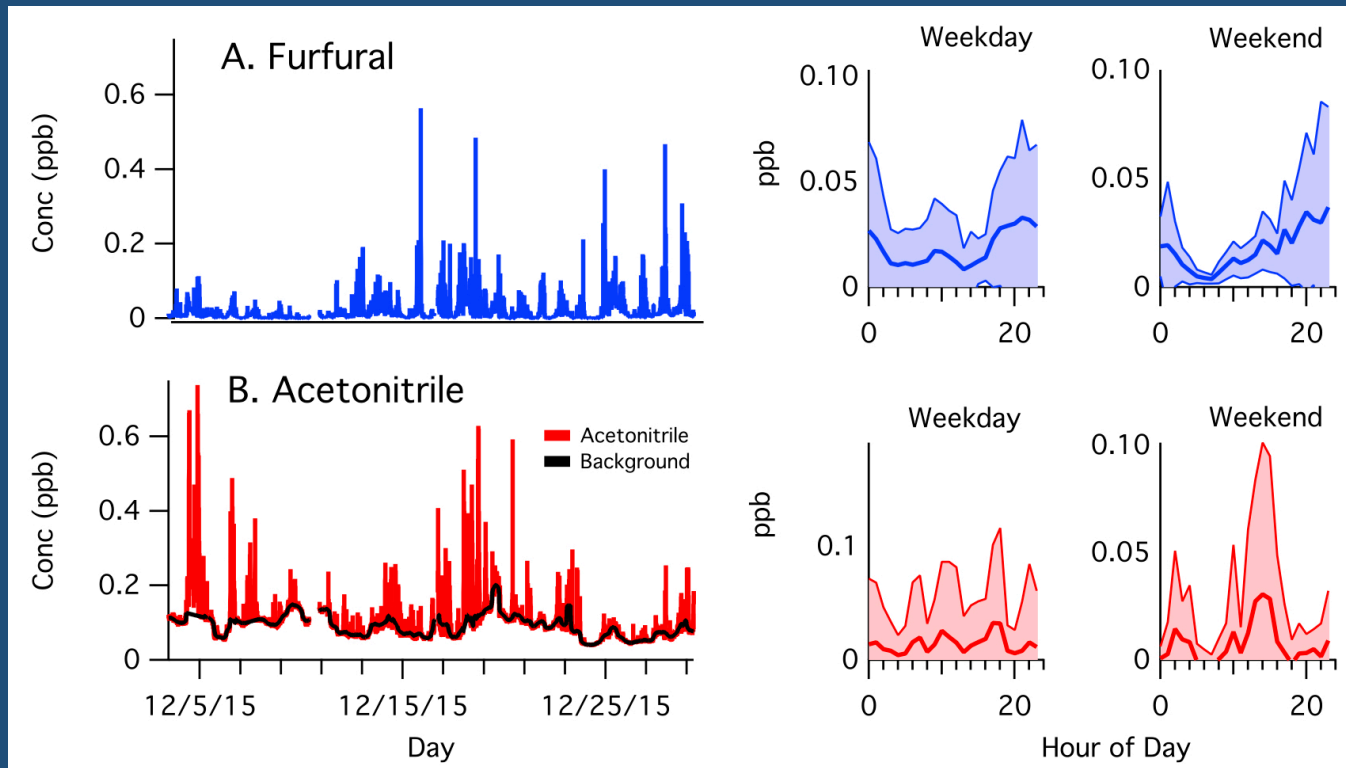 A. Furfural
Conc (ppb)
0.6
0.4
0.2
0
Weekday
ppb
0.10
0.05
0
0
20
Weekend
0.10
0.05
0
0
20
B. Acetonitrile
Acetonitrile
Background
Conc (ppb)
0.6
0.4
0.2
0
12/5/15
12/15/15
12/25/15
Day
Weekday
ppb
0.1
0
0
20
Weekend
0.10
0.05
0
0
20
Hour of Day